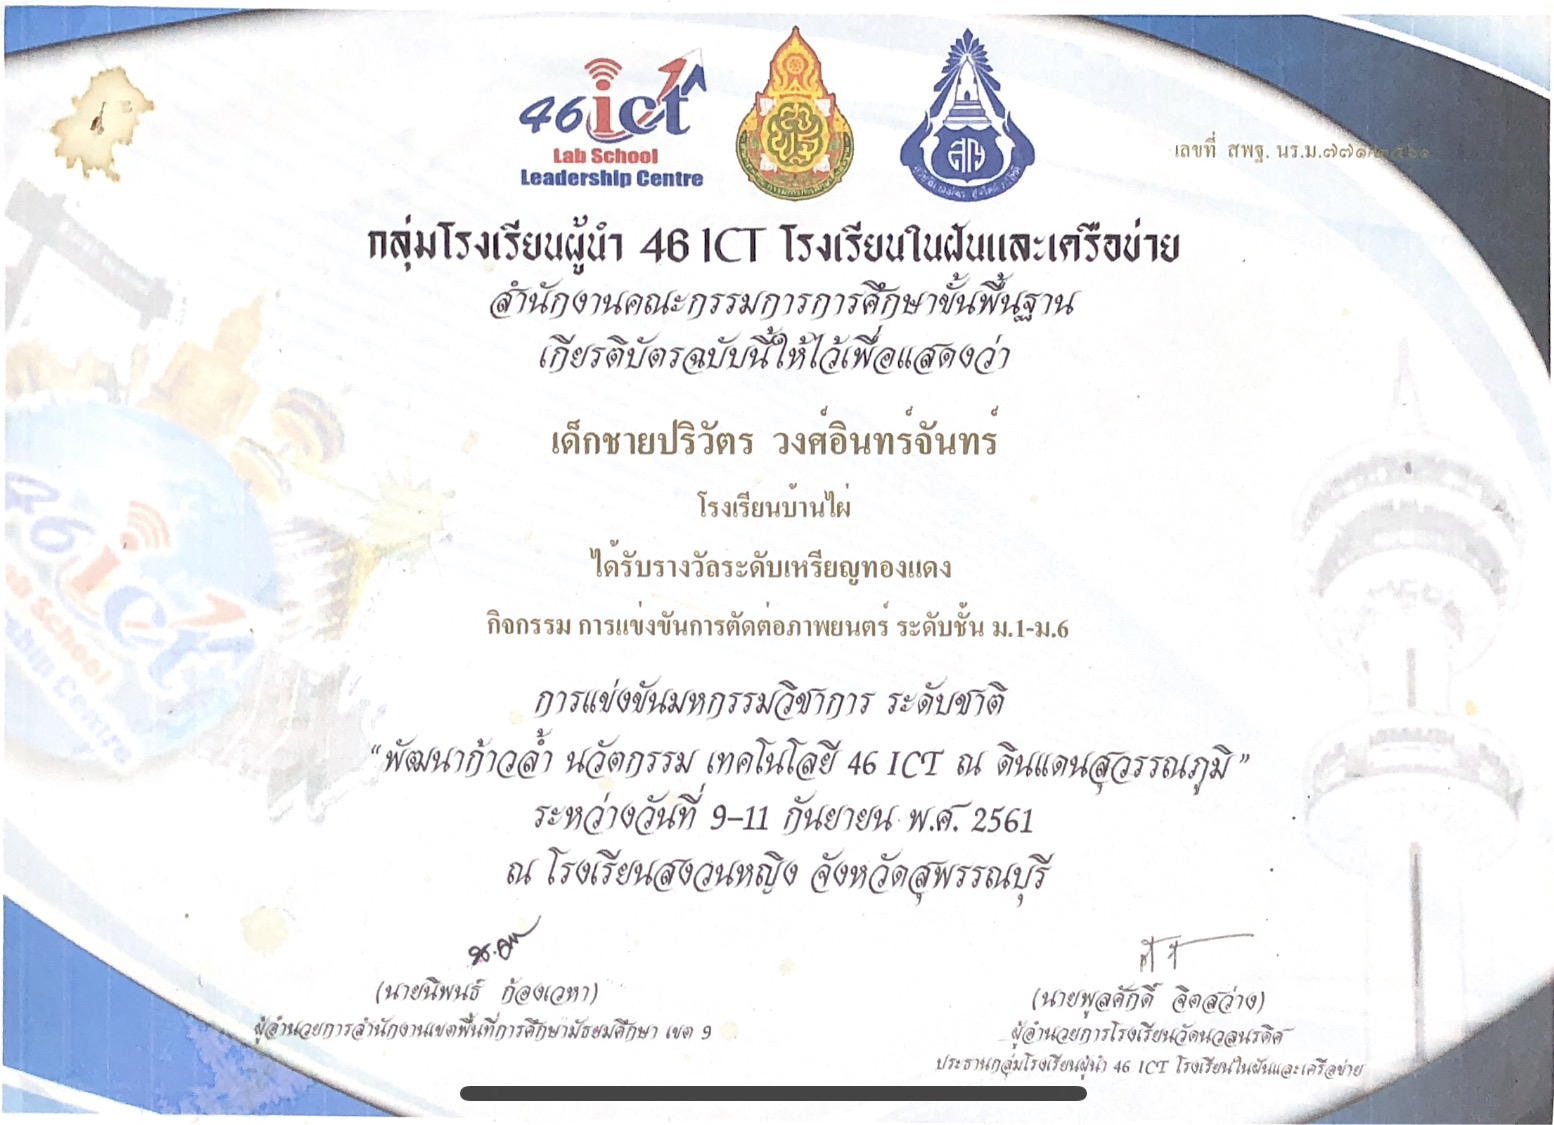 46ict
Lab School
Leadership Centre
เลขที่ สพฐ. นร.ม.๗๗๑
กลุ่มโรงเรียนผู้นำ 46 ICT โรงเรียนในฝันและเครือข่าย
สำนักงานคณะกรรมการการศึกษาขั้นพื้นฐาน
เกียรติบัตรฉบับนี้ให้ไว้เพื่อแสดงว่า
เด็กชายปริวัตร วงศ์อินทร์จันทร์
โรงเรียนบ้านไผ่
ได้รับรางวัลระดับเหรียญทองแดง
กิจกรรม การแข่งขันการตัดต่อภาพยนตร์ ระดับชั้น ม.1-ม.6
การแข่งขันมหกรรมวิชาการ ระดับชาติ
“พัฒนาก้าวล้ำ นวัตกรรม เทคโนโลยี 46 ICT ณ ดินแดนสุวรรณภูมิ”
ระหว่างวันที่ 9-11 กันยายน พ.ศ. 2561
ณ โรงเรียนสงวนหญิง จังหวัดสุพรรณบุรี
(นายนิพนธ์ ก้องเวหา)
ผู้อำนวยการสำนักงานเขตพื้นที่การศึกษามัธยมศึกษา เขต 9
(นายพูลศักดิ์ จิตสว่าง)
ผู้อำนวยการโรงเรียนวัดนวลนรดิศ
ประธานกลุ่มโรงเรียนผู้นำ 46 ICT โรงเรียนในฝันและเครือข่าย